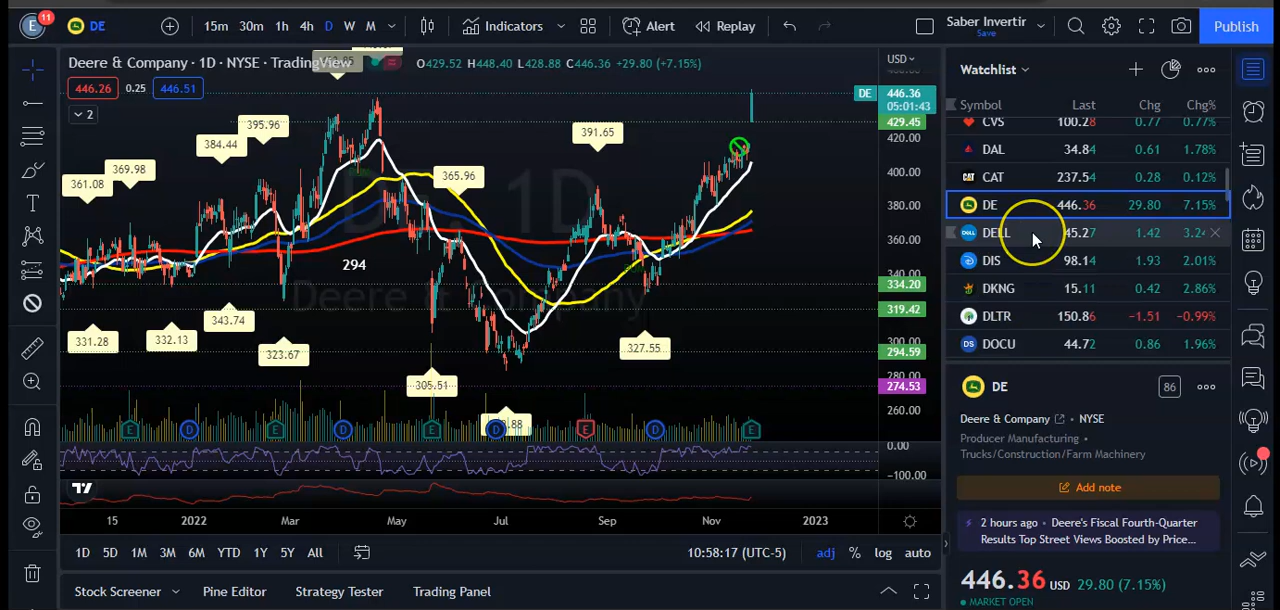 E 11 DE 15m 30m 1h 4h D W M Indicators Alert Replay Saber Invertir Save Publish
Deere & Company · 1D · NYSE · TradingView O429.52 H448.40 L428.88 C446.36 +29.80 (+7.15%)
446.26 0.25 446.51
2
USD
DE 446.36
05:01:43
429.45
420.00
400.00
380.00
360.00
340.00
334.20
319.42
294.59
280.00
274.53
260.00
0.00
-100.00
361.08
369.98
384.44
395.96
365.96
391.65
294
331.28
332.13
343.74
323.67
305.51
327.55
DE, 1D
Deere & Company
E D E D E D E D E
15 2022 Mar May Jul Sep Nov 2023
1D 5D 1M 3M 6M YTD 1Y 5Y All 10:58:17 (UTC-5) adj % log auto
Stock Screener Pine Editor Strategy Tester Trading Panel
Watchlist
Symbol Last Chg Chg%
CVS 100.28 0.77 0.77%
DAL 34.84 0.61 1.78%
CAT 237.54 0.28 0.12%
DE 446.36 29.80 7.15%
DELL 45.27 1.42 3.2
DIS 98.14 1.93 2.01%
DKNG 15.11 0.42 2.86%
DLTR 150.86 −1.51 −0.99%
DOCU 44.72 0.86 1.96%
DE 86
Deere & Company · NYSE
Producer Manufacturing ·
Trucks/Construction/Farm Machinery
Add note
2 hours ago · Deere's Fiscal Fourth-Quarter
Results Top Street Views Boosted by Price...
446.36 USD 29.80 (7.15%)
MARKET OPEN